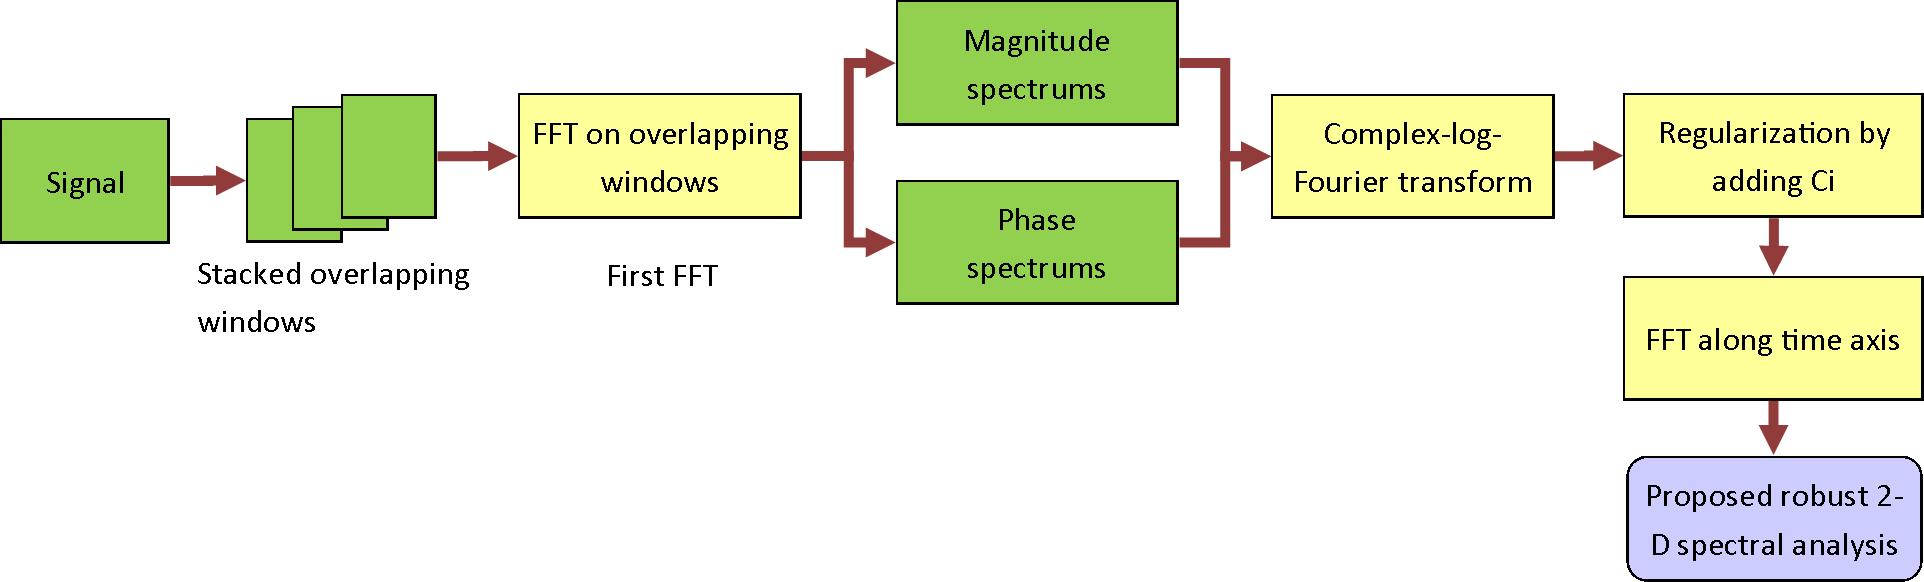 Signal
Stacked overlapping
windows
FFT on overlapping
windows
First FFT
Magnitude
spectrums
Phase
spectrums
Complex-log-
Fourier transform
Regularization by
adding Ci
FFT along time axis
Proposed robust 2-
D spectral analysis